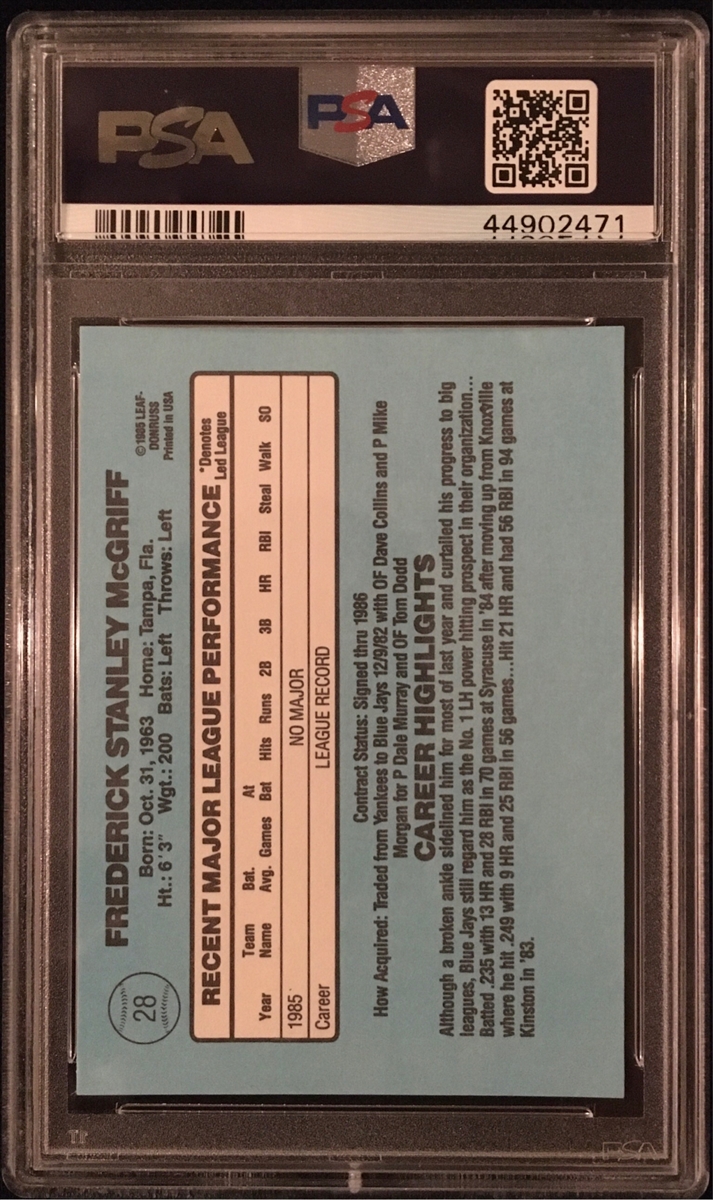 PSA
PSA
44902471
28
FREDERICK STANLEY McGRIFF
©1985 LEAF-
DONRUSS
Printed in USA
Born: Oct. 31, 1963 Home: Tampa, Fla.
Ht.: 6'3" Wgt.: 200 Bats: Left Throws: Left
RECENT MAJOR LEAGUE PERFORMANCE
*Denotes
Led League
Year Team Name Bat. Avg. Games At Bat Hits Runs 2B 3B HR RBI Steal Walk SO
1985 NO MAJOR
Career LEAGUE RECORD
Contract Status: Signed thru 1986
How Acquired: Traded from Yankees to Blue Jays 12/9/82 with OF Dave Collins and P Mike
Morgan for P Dale Murray and OF Tom Dodd
CAREER HIGHLIGHTS
Although a broken ankle sidelined him for most of last year and curtailed his progress to big
leagues, Blue Jays still regard him as the No. 1 LH power hitting prospect in their organization...
Batted .235 with 13 HR and 28 RBI in 70 games at Syracuse in '84 after moving up from Knoxville
where he hit .249 with 9 HR and 25 RBI in 56 games...Hit 21 HR and had 56 RBI in 94 games at
Kinston in '83.
PSA